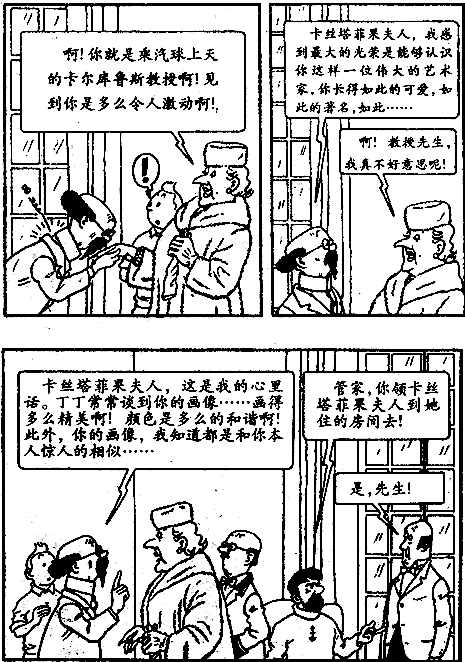 啊!你就是乘汽球上天
的卡尔库鲁斯教授啊!见
到你是多么令人激动啊!
!
卡丝塔菲果夫人，我感
到最大的光荣是能够认识
你这样一位伟大的艺术
家，你长得如此的可爱，如
此的著名，如此……
啊! 教授先生，
我真不好意思呢!
卡丝塔菲果夫人，这是我的心里
话。丁丁常常谈到你的画像……画得
多么精美啊! 颜色是多么的和谐啊!
此外，你的画像，我知道都是和你本
人惊人的相似……
管家，你领卡丝
塔菲果夫人到她
住的房间去!
是，先生!